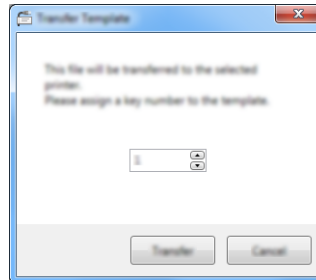 Transfer Template
This file will be transferred to the selected
printer.
Please assign a key number to the template.
1
Transfer
Cancel